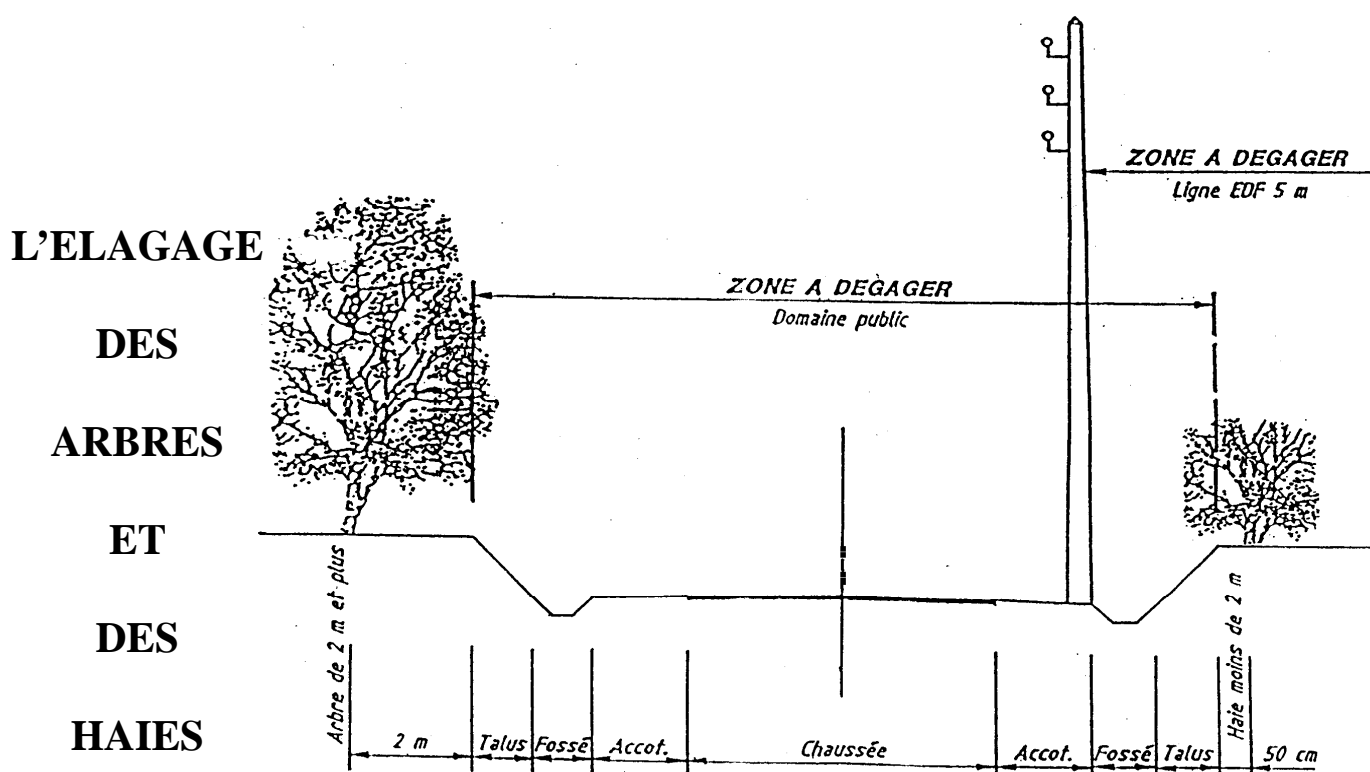 L'ELAGAGE
DES
ARBRES
ET
DES
HAIES
ZONE A DEGAGER
Ligne EDF 5 m
ZONE A DEGAGER
Domaine public
Arbre de 2 m et plus
Haie moins de 2 m
2 m
Talus
Fossé
Accot.
Chaussée
Accot.
Fossé
Talus
50 cm